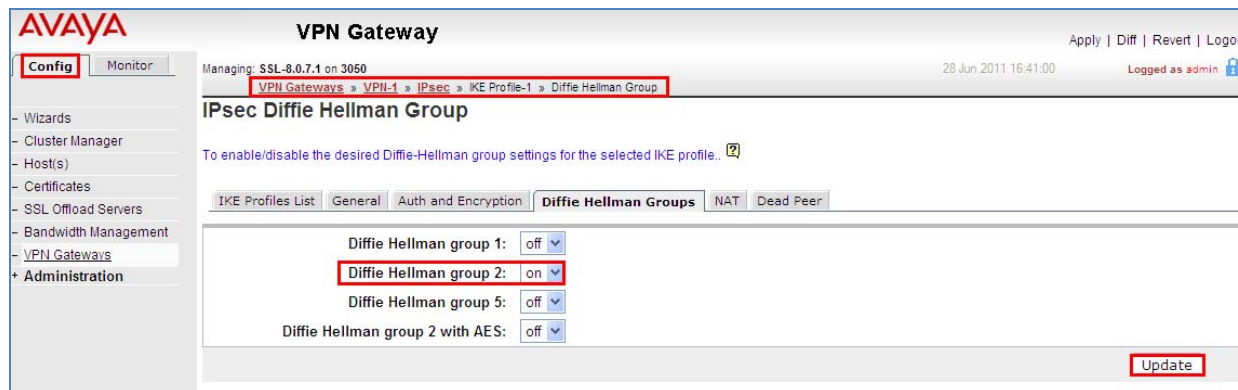 AVAYA
VPN Gateway
Apply | Diff | Revert | Logo
Config
Monitor
Managing: SSL-8.0.7.1 on 3050
28 Jun 2011 16:41:00
Logged as admin
VPN Gateways » VPN-1 » IPsec » IKE Profile-1 » Diffie Hellman Group
- Wizards
- Cluster Manager
- Host(s)
- Certificates
- SSL Offload Servers
- Bandwidth Management
- VPN Gateways
+ Administration
IPsec Diffie Hellman Group
To enable/disable the desired Diffie-Hellman group settings for the selected IKE profile.. ?
IKE Profiles List
General
Auth and Encryption
Diffie Hellman Groups
NAT
Dead Peer
Diffie Hellman group 1: off
Diffie Hellman group 2: on
Diffie Hellman group 5: off
Diffie Hellman group 2 with AES: off
Update